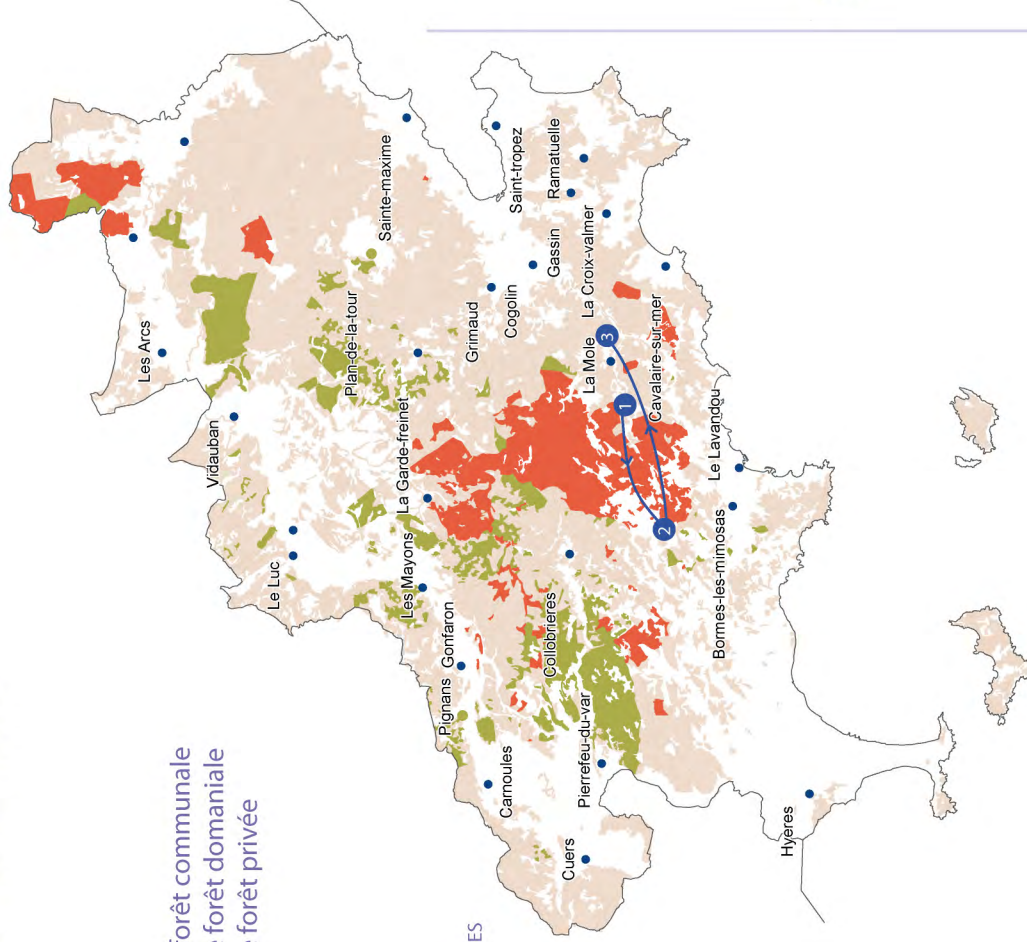 forêt communale
forêt domaniale
forêt privée
ES
Les Arcs
Vidauban
Le Luc
Sainte-maxime
Plan-de-la-tour
La Garde-freinet
Les Mayons
Gonfaron
Pignans
Carnoules
Cuers
Pierrefeu-du-var
Collobrieres
Grimaud
Cogolin
Saint-tropez
Ramatuelle
Gassin
La Croix-valmer
La Mole
Cavalaire-sur-mer
Le Lavandou
Bormes-les-mimosas
Hyeres
1
2
3